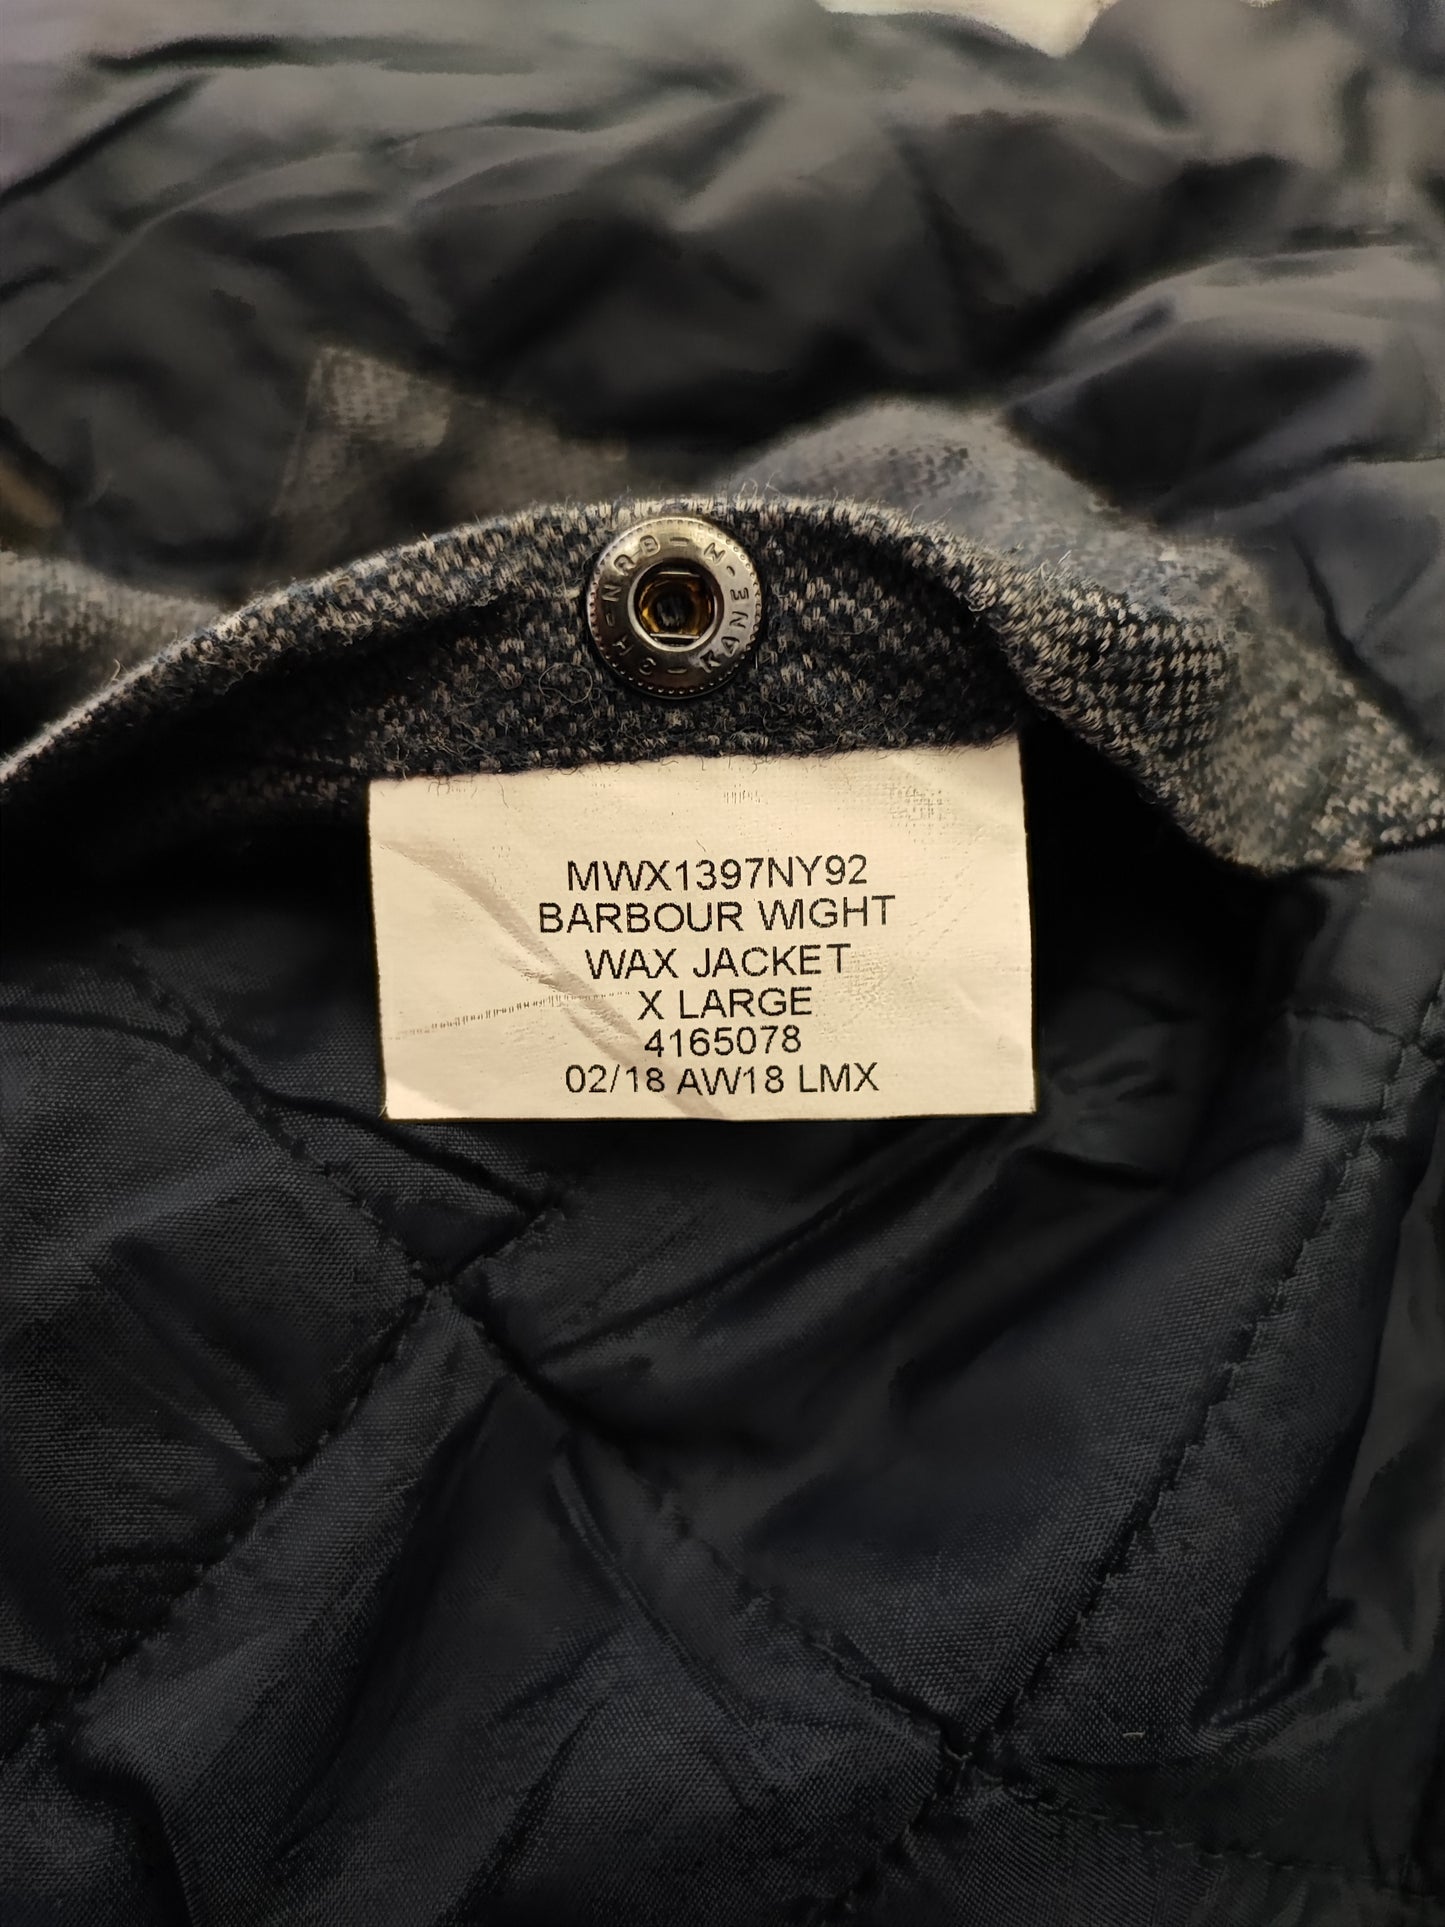 MWX1397NY92
BARBOUR WIGHT
WAX JACKET
X LARGE
4165078
02/18 AW18 LMX